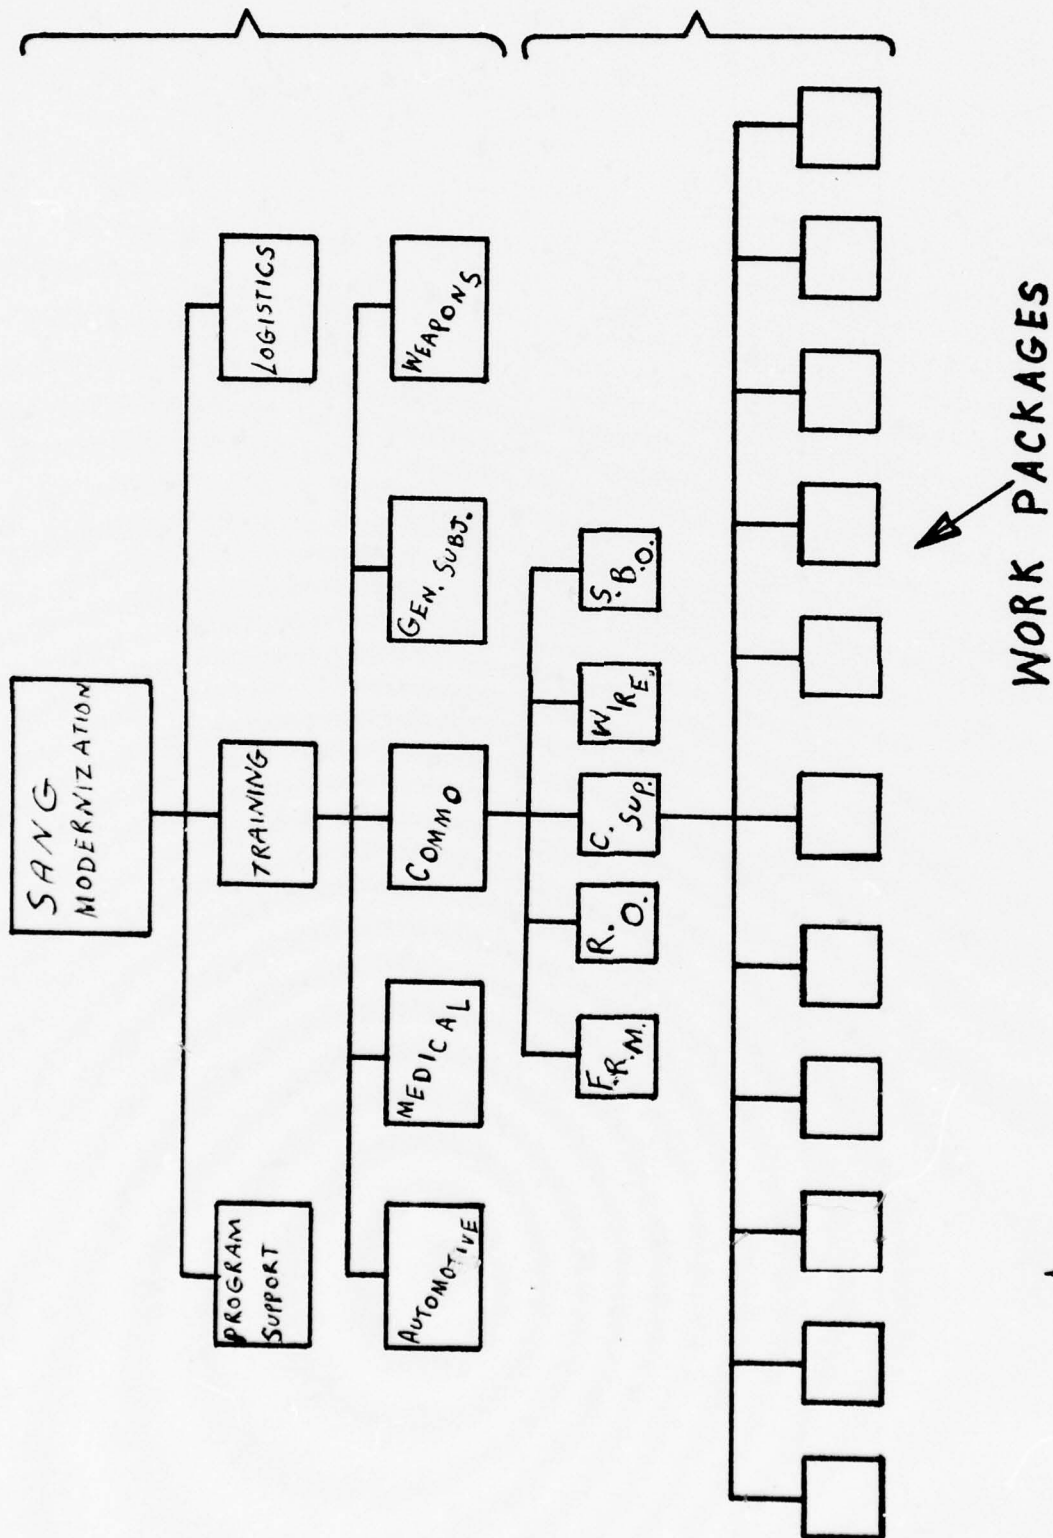 SANG
MODERNIZATION
PROGRAM
SUPPORT
TRAINING
LOGISTICS
AUTOMOTIVE
MEDICAL
COMMO
GEN. SUBJ.
WEAPONS
F.R.M.
R.O.
C.
SUP.
WIRE
S.B.O.
WORK PACKAGES